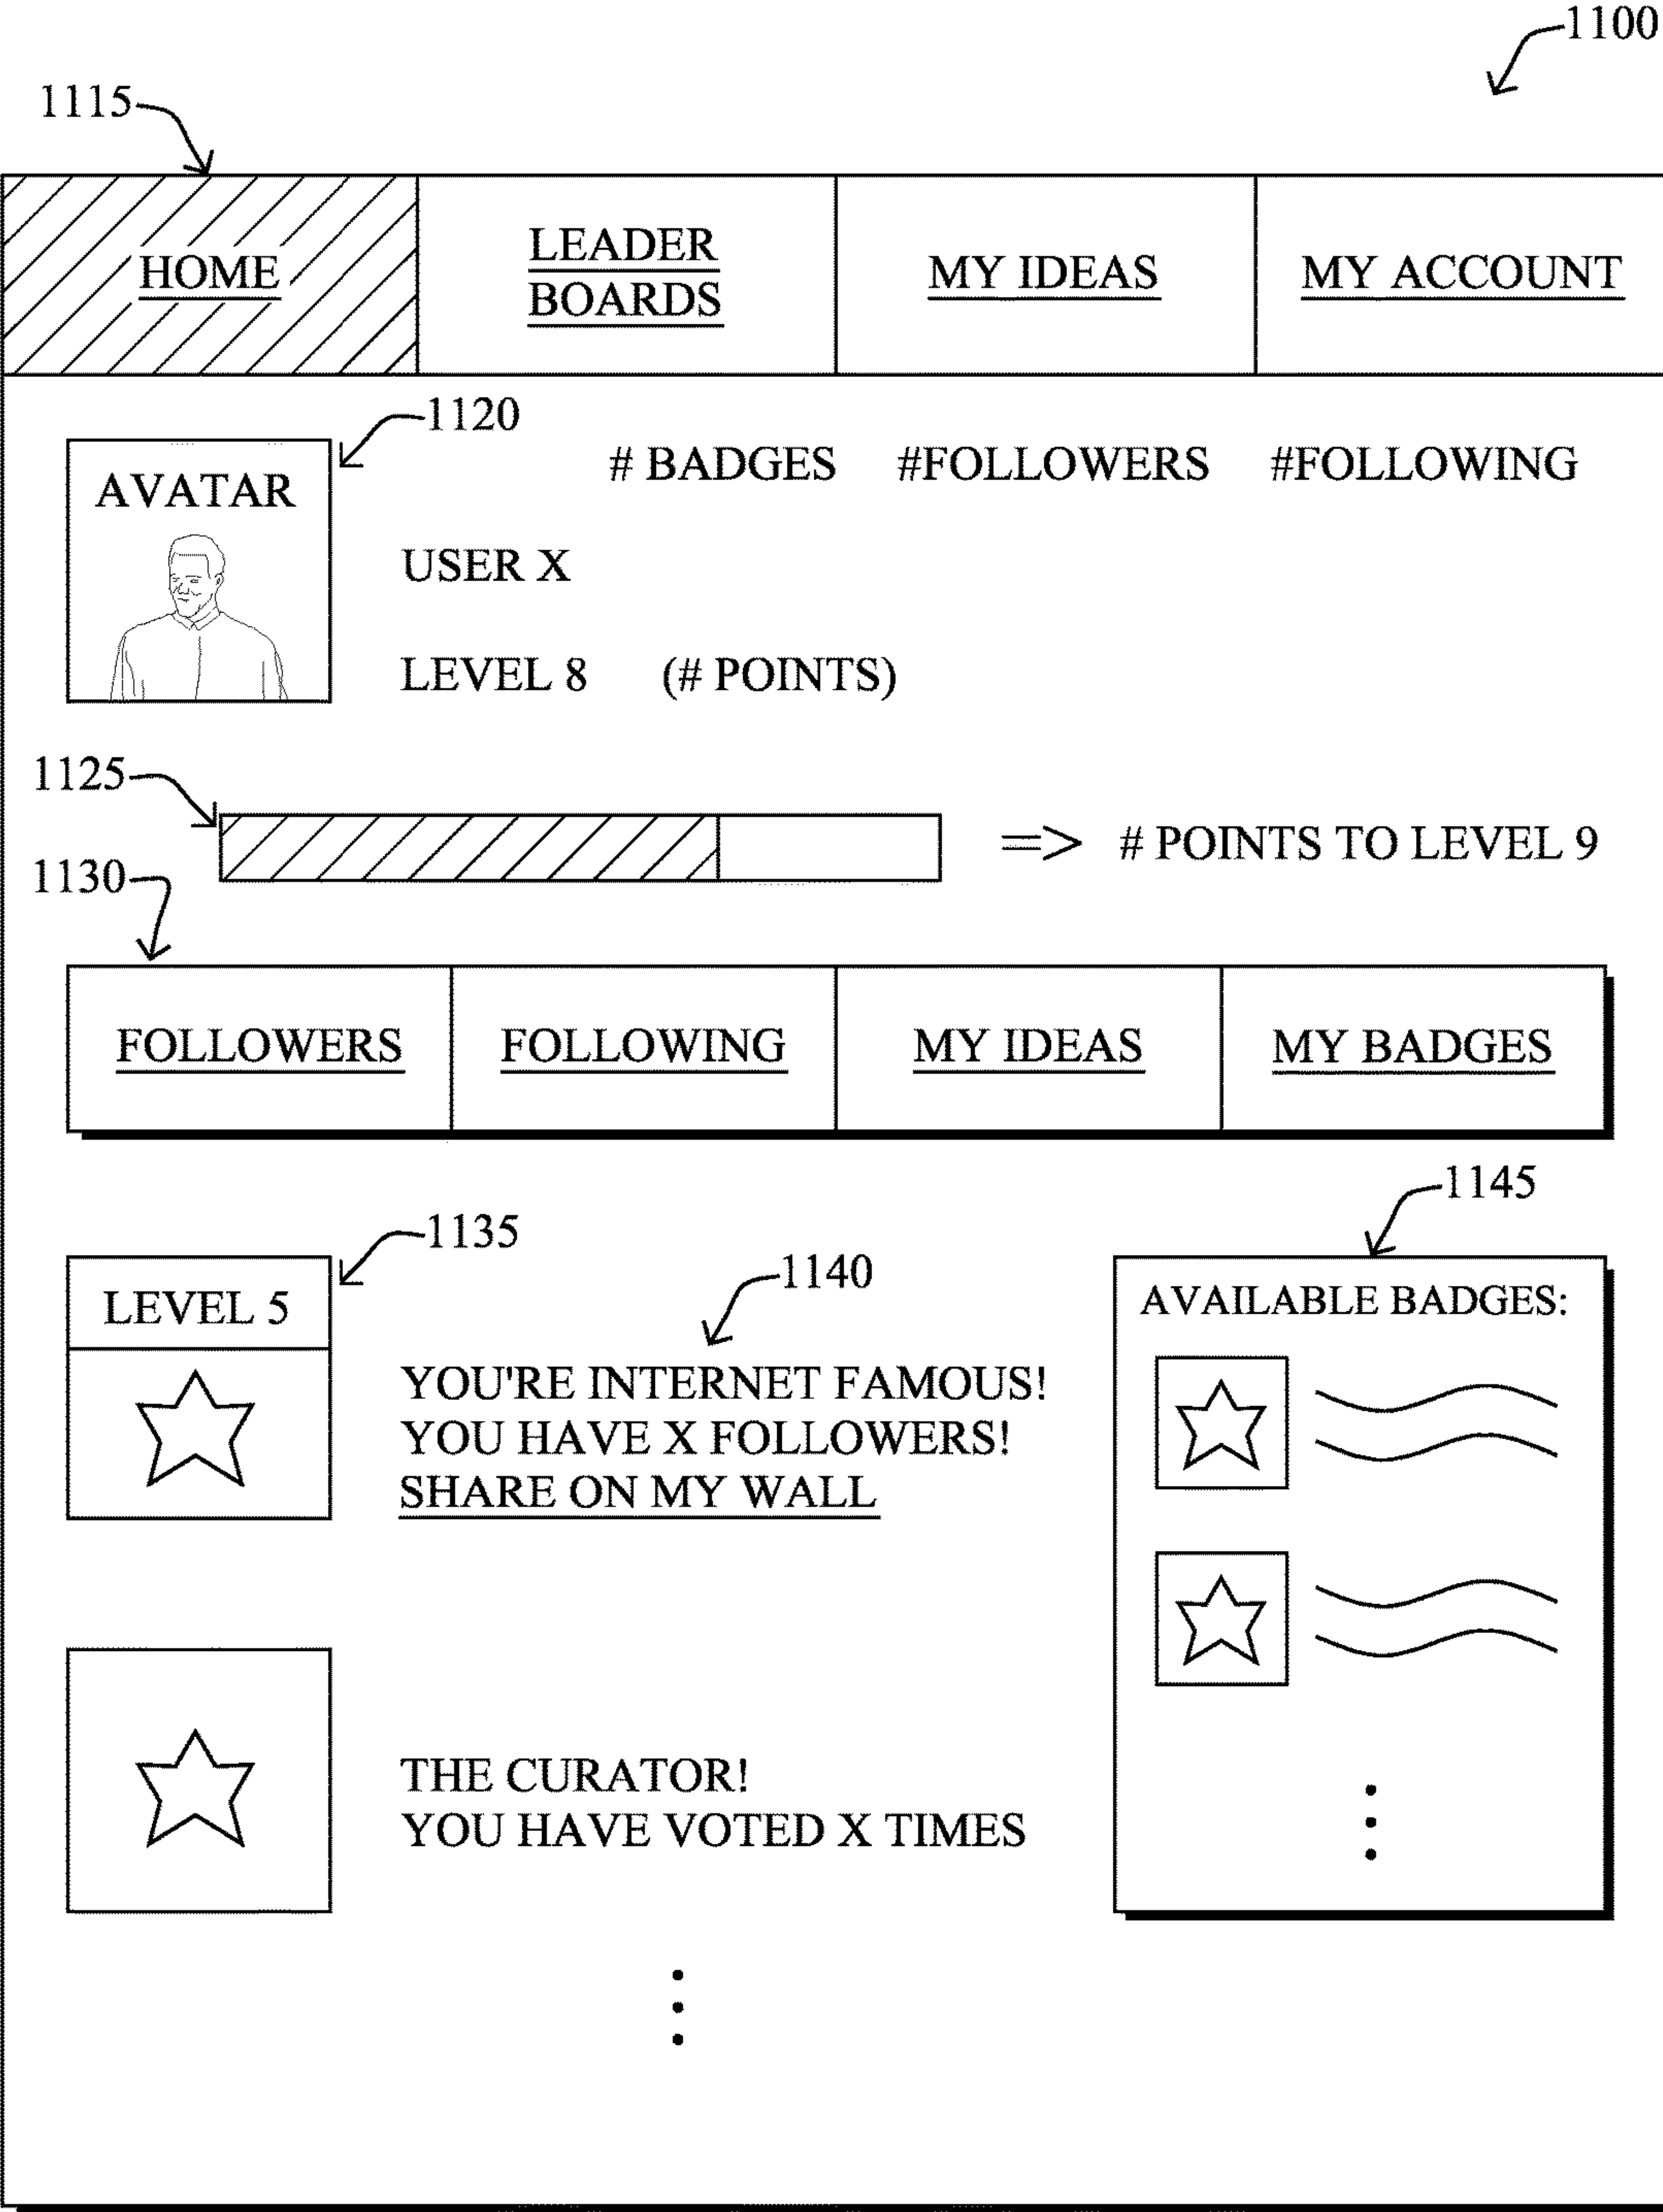 1100
1115
HOME
LEADER
BOARDS
MY IDEAS
MY ACCOUNT
1120
AVATAR
# BADGES #FOLLOWERS #FOLLOWING
USER X
LEVEL 8 (# POINTS)
1125
=> # POINTS TO LEVEL 9
1130
FOLLOWERS
FOLLOWING
MY IDEAS
MY BADGES
1135
LEVEL 5
1140
YOU'RE INTERNET FAMOUS!
YOU HAVE X FOLLOWERS!
SHARE ON MY WALL
1145
AVAILABLE BADGES:
THE CURATOR!
YOU HAVE VOTED X TIMES